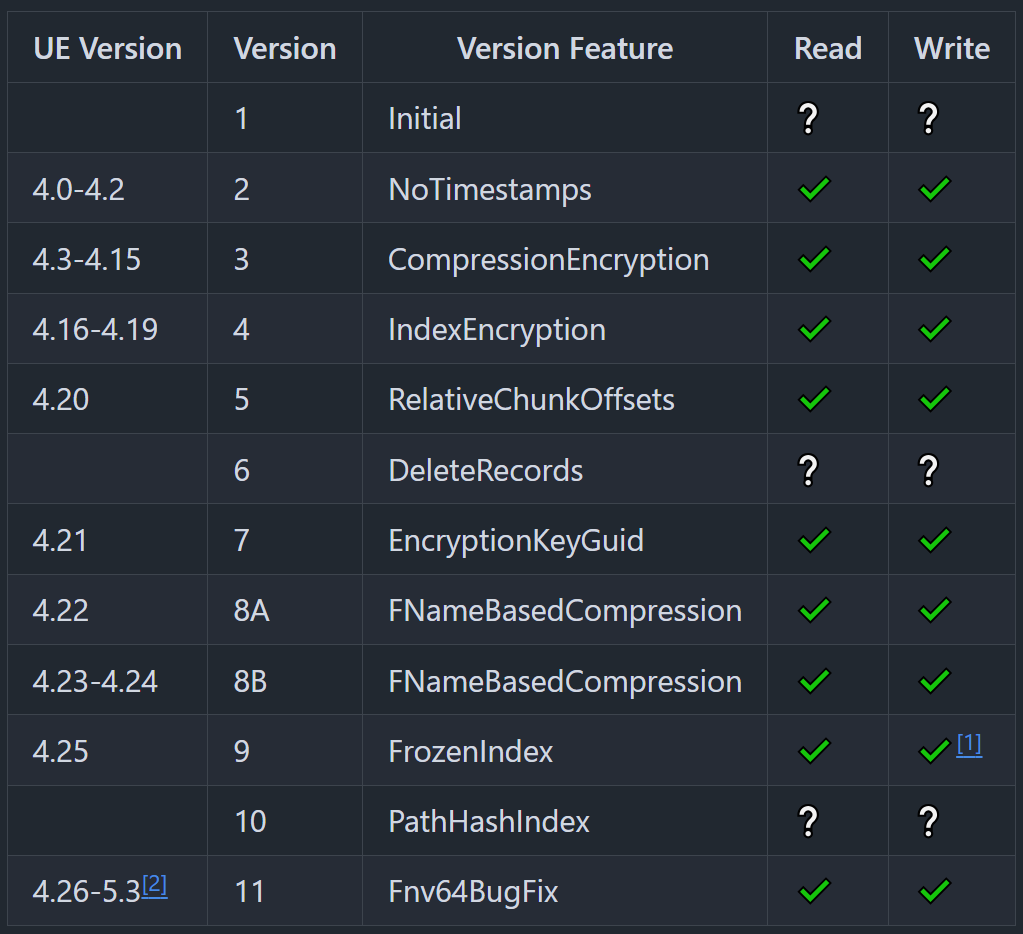 UE Version Version Version Feature Read Write
1 Initial ❓ ❓
4.0-4.2 2 NoTimestamps ✔ ✔
4.3-4.15 3 CompressionEncryption ✔ ✔
4.16-4.19 4 IndexEncryption ✔ ✔
4.20 5 RelativeChunkOffsets ✔ ✔
6 DeleteRecords ❓ ❓
4.21 7 EncryptionKeyGuid ✔ ✔
4.22 8A FNameBasedCompression ✔ ✔
4.23-4.24 8B FNameBasedCompression ✔ ✔
4.25 9 FrozenIndex ✔ ✔ [1]
10 PathHashIndex ❓ ❓
4.26-5.3[2] 11 Fnv64BugFix ✔ ✔